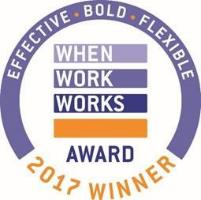 EFFECTIVE • BOLD • FLEXIBLE
WHEN
WORK
WORKS
AWARD
2017 WINNER